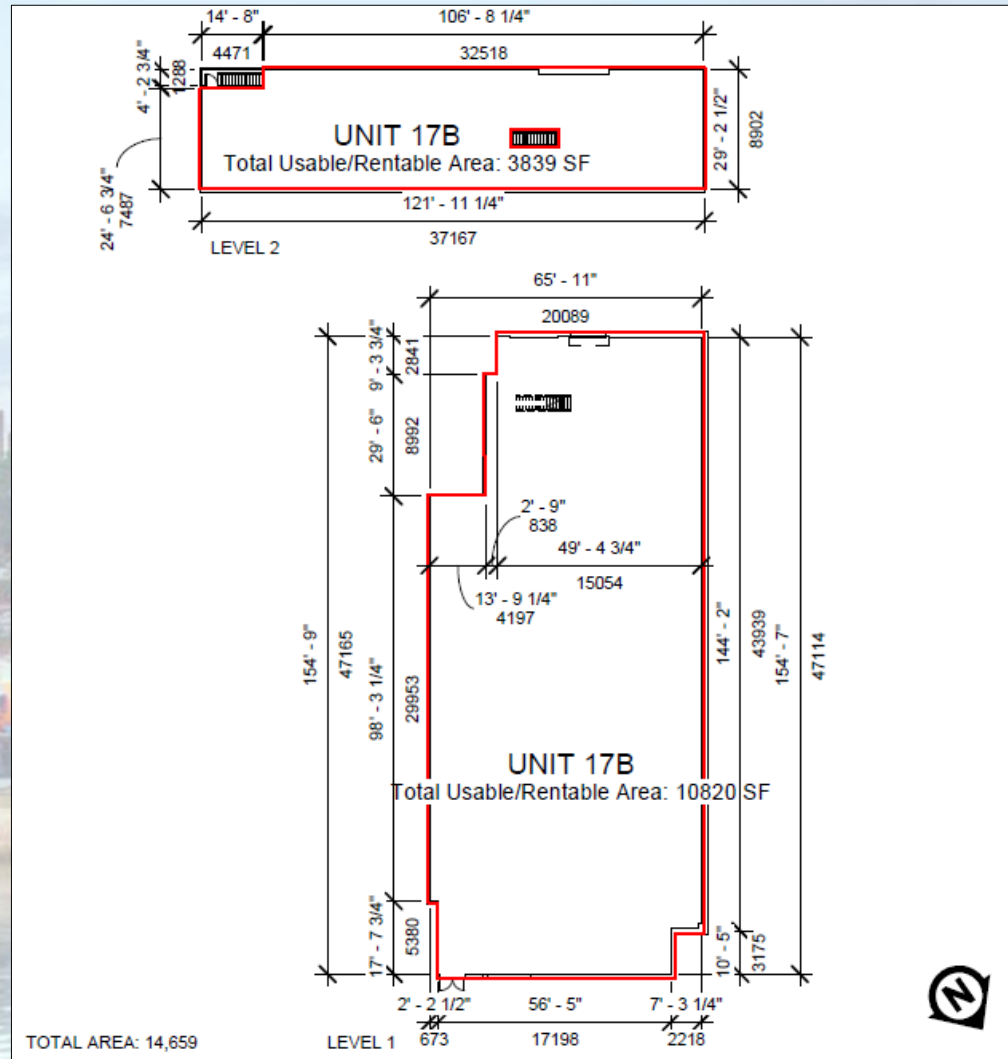 14' - 8"
106' - 8 1/4"
4471
32518
4' - 2 3/4"
1288
24' - 6 3/4"
7487
UNIT 17B
Total Usable/Rentable Area: 3839 SF
29' - 2 1/2"
8902
121' - 11 1/4"
37167
LEVEL 2
65' - 11"
20089
9' - 3 3/4"
2841
29' - 6"
8992
2' - 9"
838
49' - 4 3/4"
15054
13' - 9 1/4"
4197
154' - 9"
47165
98' - 3 1/4"
29953
144' - 2"
43939
154' - 7"
47114
UNIT 17B
Total Usable/Rentable Area: 10820 SF
17' - 7 3/4"
5380
10' - 5"
3175
2' - 2 1/2"
56' - 5"
7' - 3 1/4"
673
17198
2218
TOTAL AREA: 14,659
LEVEL 1
N